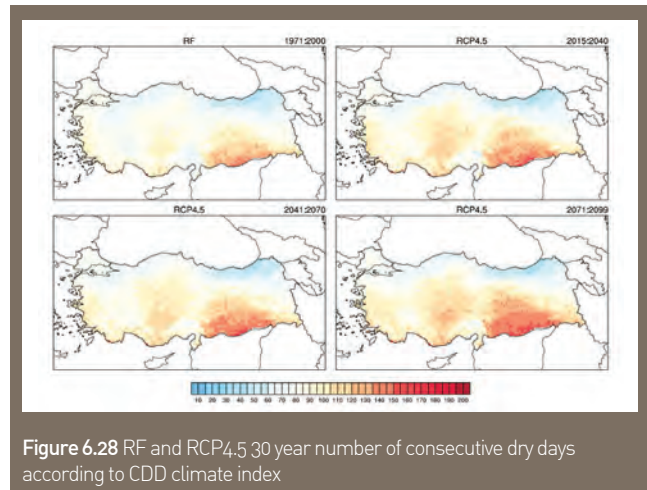 RF 1971:2000
RCP4.5 2015:2040
RCP4.5 2041:2070
RCP4.5 2071:2099
10 20 30 40 50 60 70 80 90 100 110 120 130 140 150 160 170 180 190 200
Figure 6.28 RF and RCP4.5 30 year number of consecutive dry days
according to CDD climate index